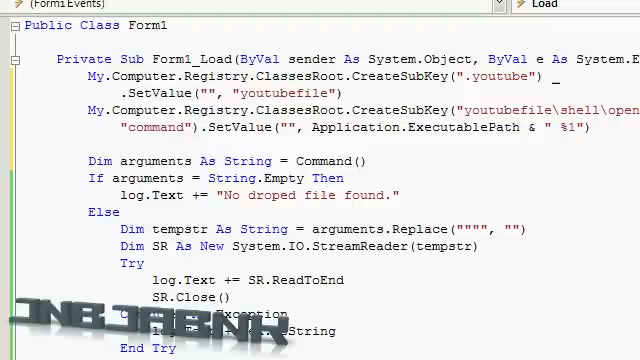 (Form1 Events)
Load
Public Class Form1
Private Sub Form1_Load(ByVal sender As System.Object, ByVal e As System.E
My.Computer.Registry.ClassesRoot.CreateSubKey(".youtube") _
.SetValue("", "youtubefile")
My.Computer.Registry.ClassesRoot.CreateSubKey("youtubefile\shell\open
"command").SetValue("", Application.ExecutablePath & " %1")
Dim arguments As String = Command()
If arguments = String.Empty Then
log.Text += "No droped file found."
Else
Dim tempstr As String = arguments.Replace("""", "")
Dim SR As New System.IO.StreamReader(tempstr)
Try
log.Text += SR.ReadToEnd
SR.Close()
Exception
String
End Try
JNBJABNK